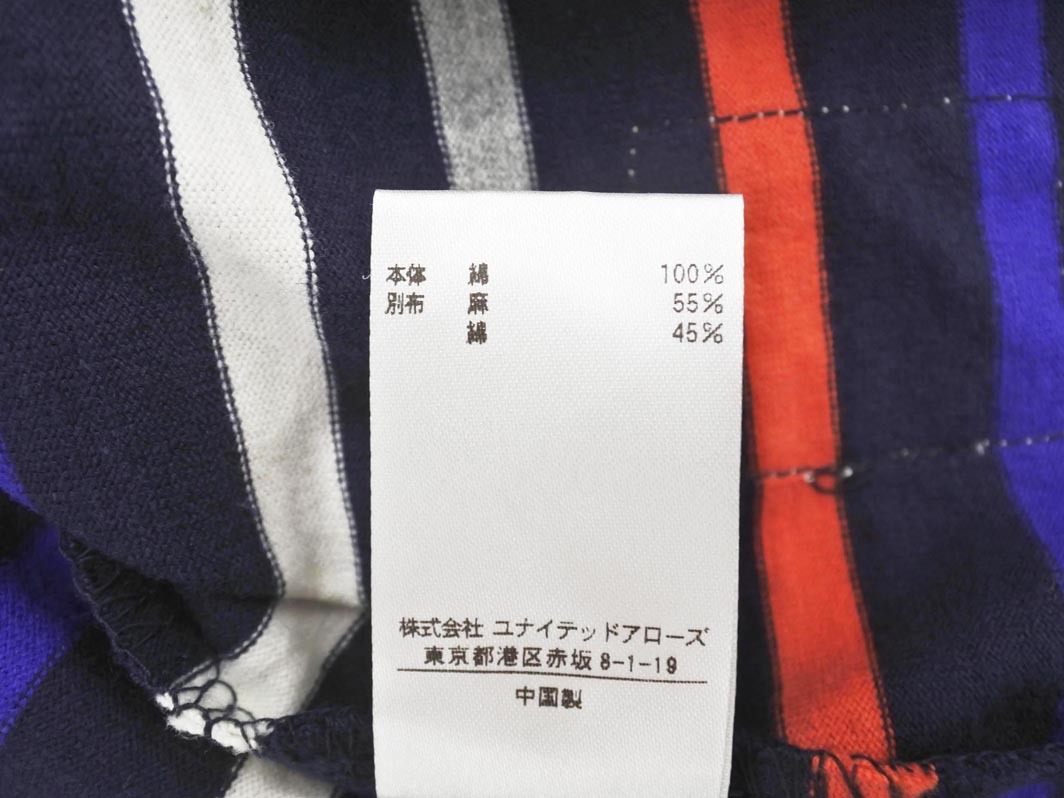 本体 綿 100%
別布 麻 55%
綿 45%
株式会社 ユナイテッドアローズ
東京都港区赤坂 8-1-19
中国製